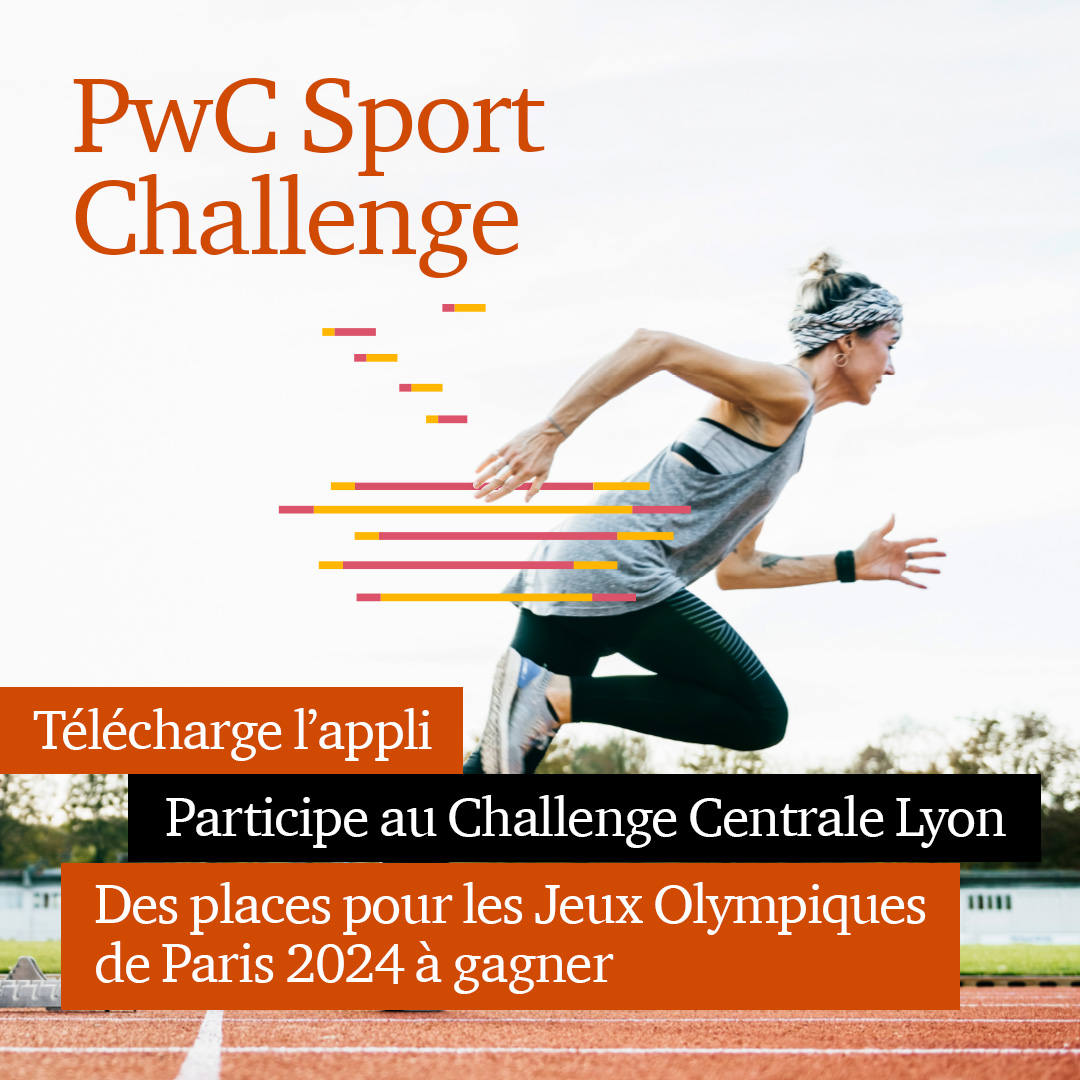 PwC Sport
Challenge
Télécharge l’appli
Participe au Challenge Centrale Lyon
Des places pour les Jeux Olympiques
de Paris 2024 à gagner